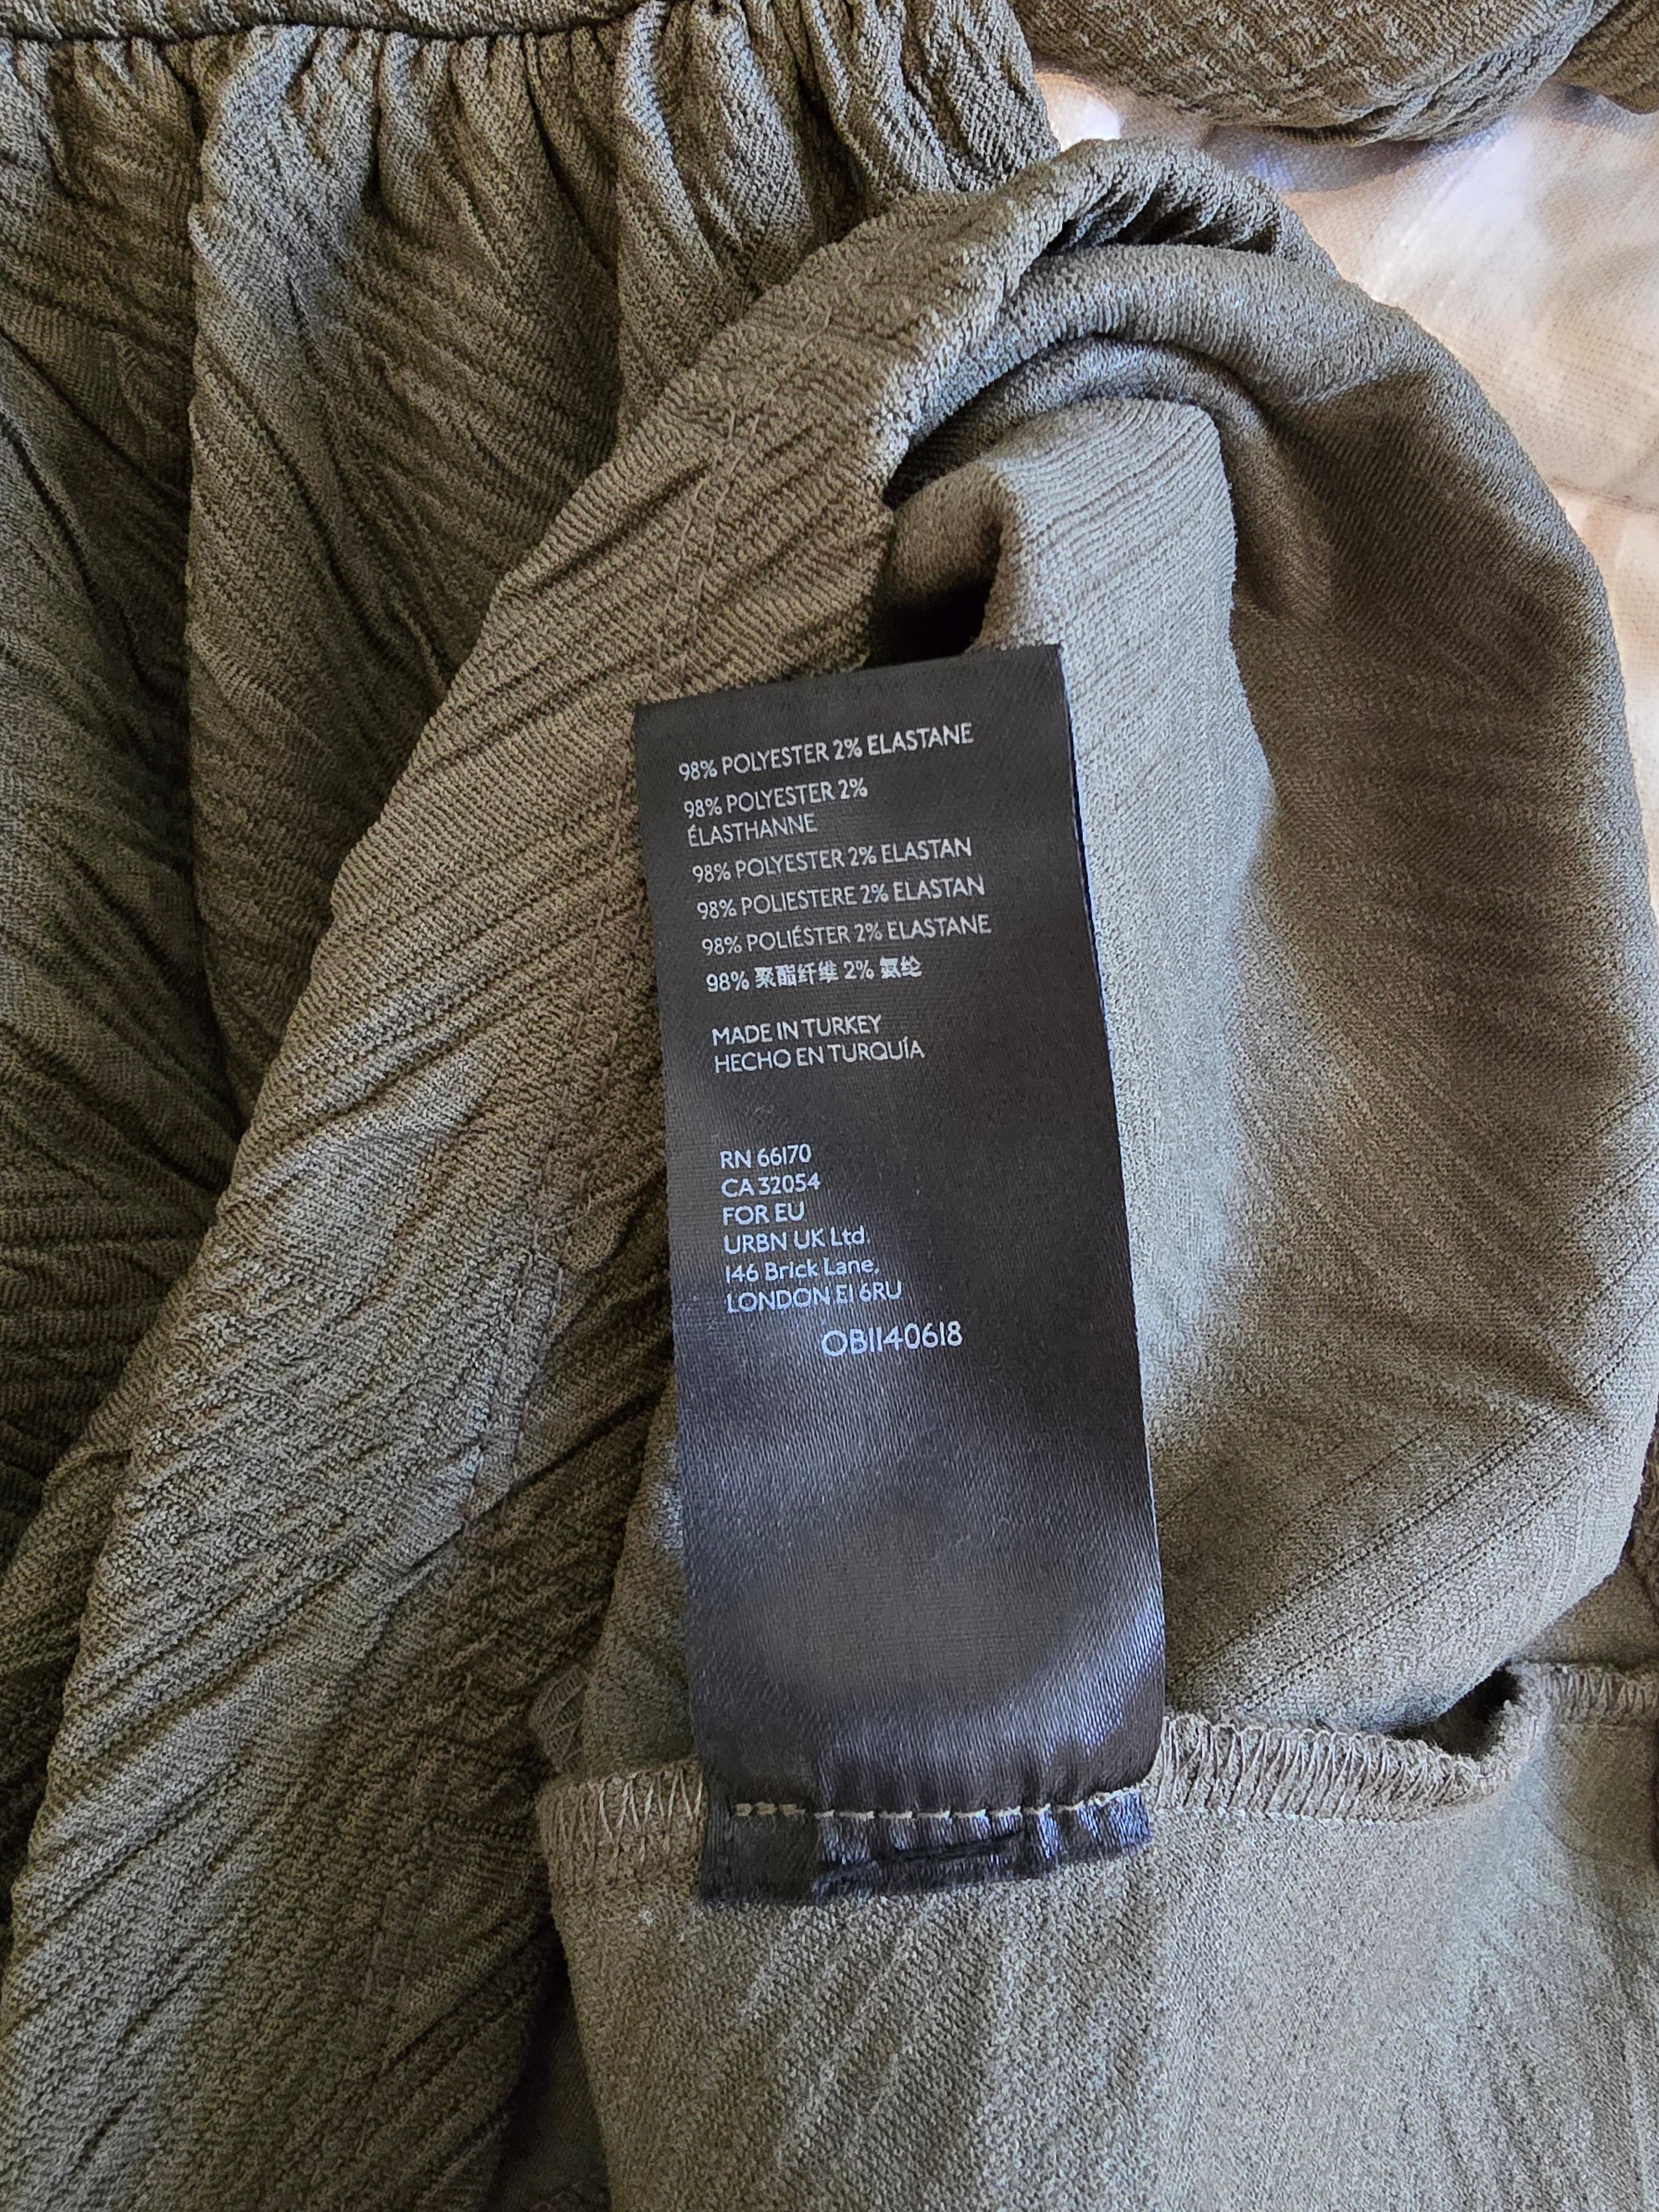 98% POLYESTER 2% ELASTANE
98% POLYESTER 2%
ÉLASTHANNE
98% POLYESTER 2% ELASTAN
98% POLIESTERE 2% ELASTAN
98% POLIÉSTER 2% ELASTANE
98% 聚酯纤维 2% 氨纶
MADE IN TURKEY
HECHO EN TURQUÍA
RN 66170
CA 32054
FOR EU
URBN UK Ltd.
146 Brick Lane,
LONDON E1 6RU
OB1140618